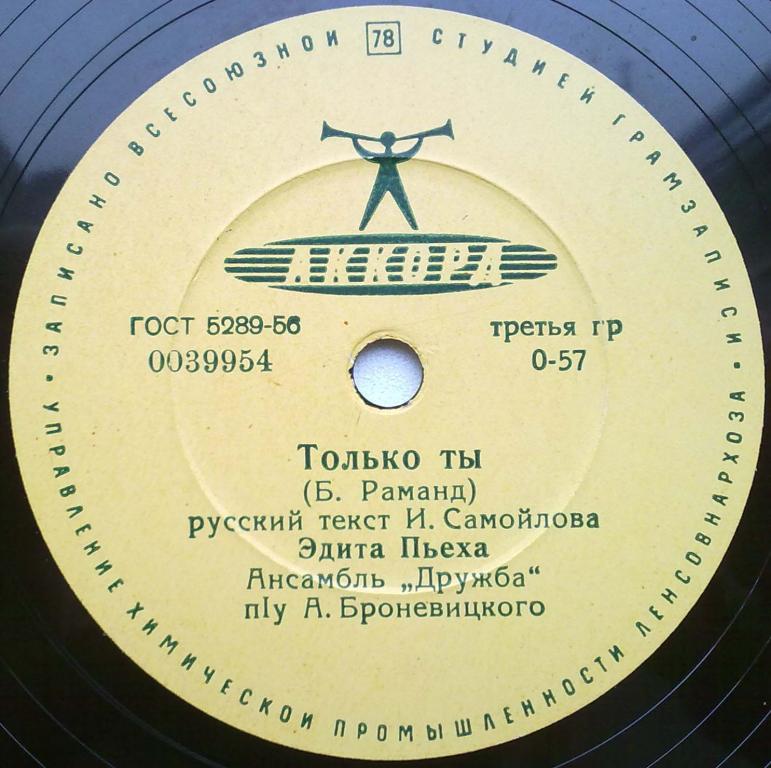 ЗАПИСАНО ВСЕСОЮЗНОЙ 78 СТУДИЕЙ ГРАМЗАПИСИ
АККОРД
ГОСТ 5289-56
третья гр
0039954
0-57
Только ты
(Б. Раманд)
русский текст И. Самойлова
Эдита Пьеха
Ансамбль „Дружба“
п/у А. Броневицкого
УПРАВЛЕНИЕ ХИМИЧЕСКОЙ ПРОМЫШЛЕННОСТИ ЛЕНСОВНАРХОЗА